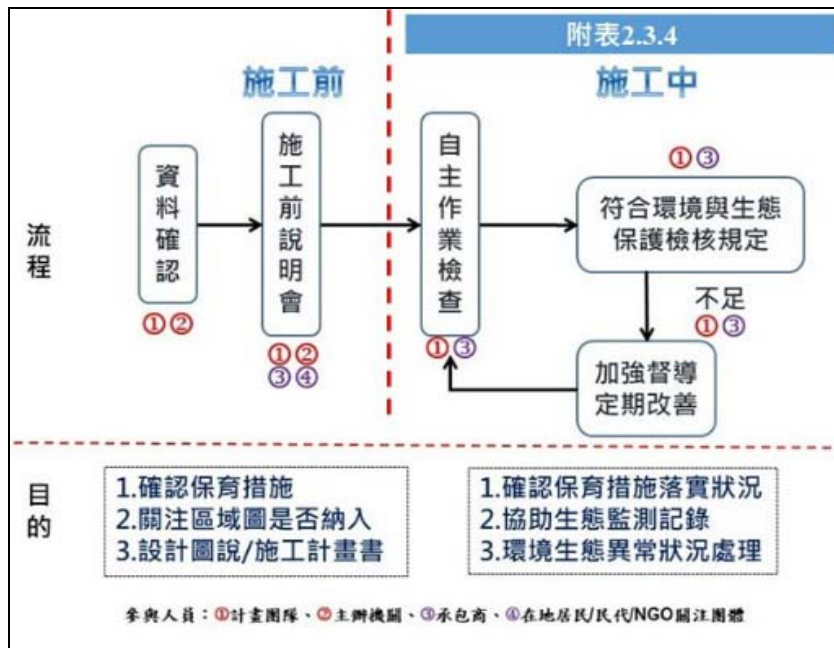 附表2.3.4
施工前
施工中
流程
資料確認
①②
施工前說明會
①②
③④
自主作業檢查
①③
①③
符合環境與生態
保護檢核規定
不足
①③
加強督導
定期改善
目的
1.確認保育措施
2.關注區域圖是否納入
3.設計圖說/施工計畫書
1.確認保育措施落實狀況
2.協助生態監測記錄
3.環境生態異常狀況處理
參與人員：①計畫團隊、②主辦機關、③承包商、④在地居民/民代/NGO關注團體